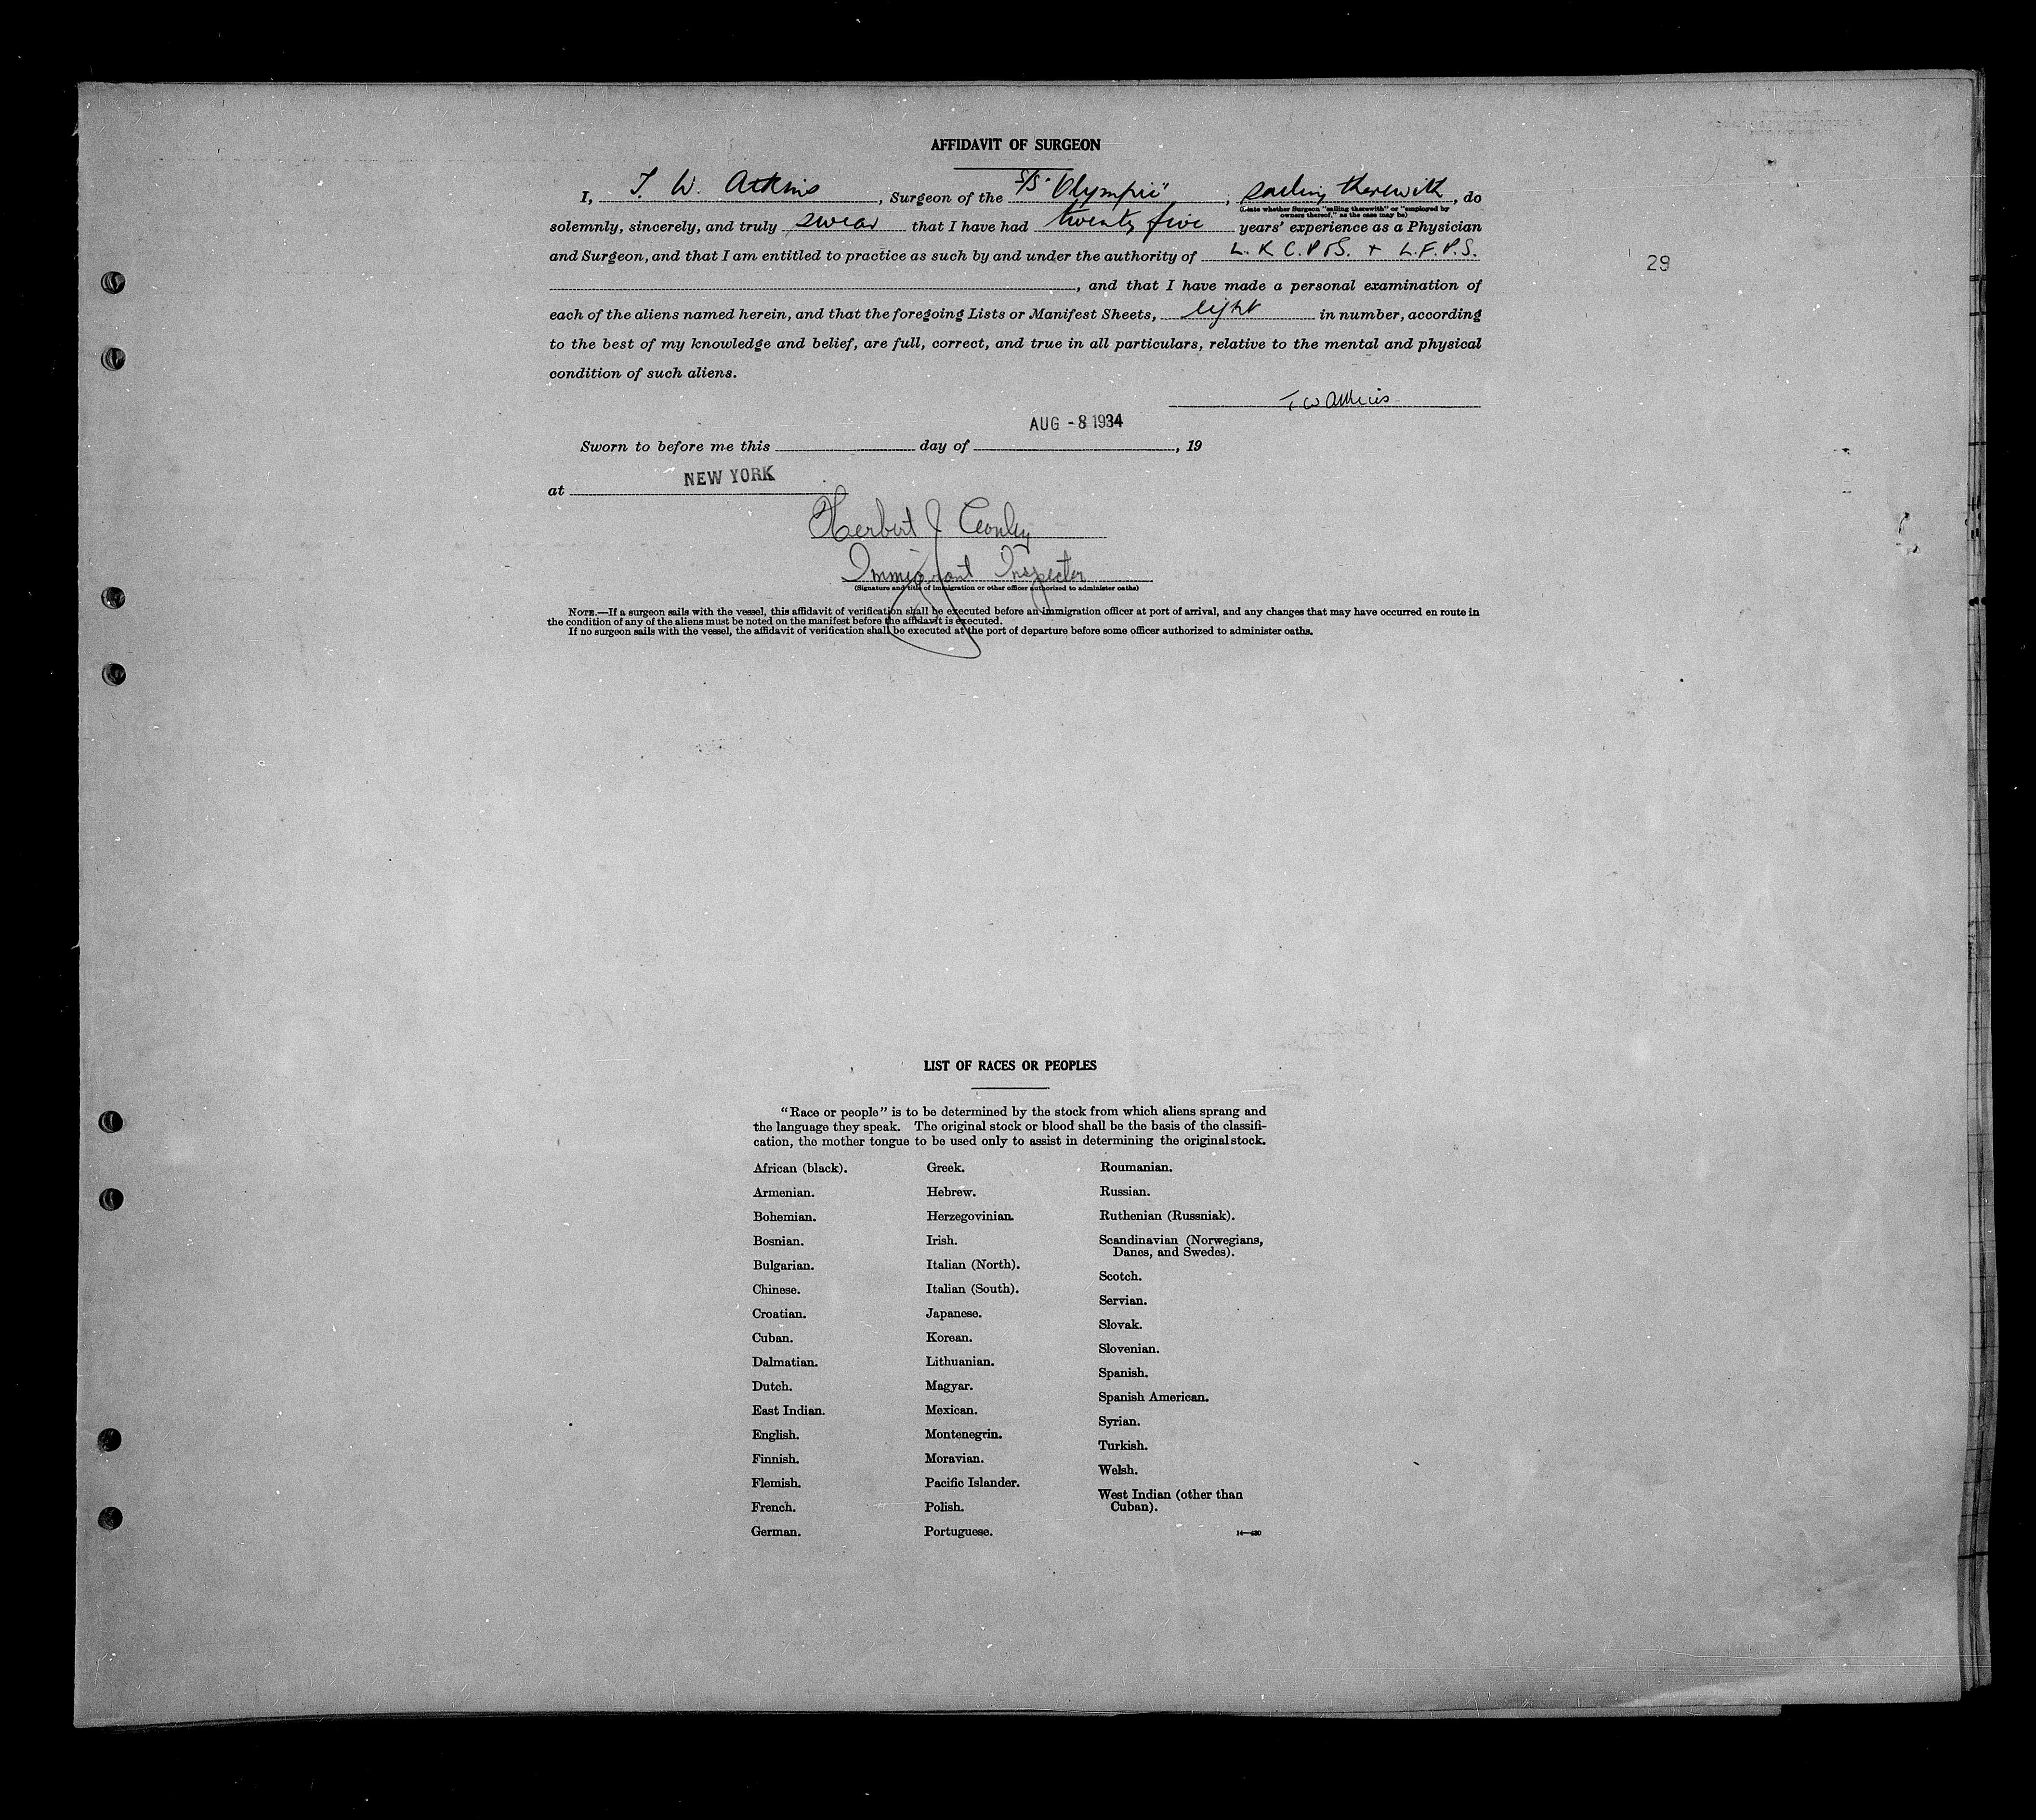 AFFIDAVIT OF SURGEON
I, T. W. Atkins, Surgeon of the S/S "Olympic", sailing therewith, do
(State whether Surgeon "sailing therewith" or "employed by
owners thereof," as the case may be)
solemnly, sincerely, and truly swear that I have had twenty five years' experience as a Physician
and Surgeon, and that I am entitled to practice as such by and under the authority of L. R. C. P. & S. + L. F. P. S.
29
, and that I have made a personal examination of
each of the aliens named herein, and that the foregoing Lists or Manifest Sheets, eight in number, according
to the best of my knowledge and belief, are full, correct, and true in all particulars, relative to the mental and physical
condition of such aliens.
T W Atkins
AUG - 8 1934
Sworn to before me this day of , 19
at NEW YORK
Herbert J Conley
Immigrant Inspector
(Signature and title of immigration or other officer authorized to administer oaths)
NOTE.—If a surgeon sails with the vessel, this affidavit of verification shall be executed before an immigration officer at port of arrival, and any changes that may have occurred en route in
the condition of any of the aliens must be noted on the manifest before the affidavit is executed.
If no surgeon sails with the vessel, the affidavit of verification shall be executed at the port of departure before some officer authorized to administer oaths.
LIST OF RACES OR PEOPLES
"Race or people" is to be determined by the stock from which aliens sprang and
the language they speak. The original stock or blood shall be the basis of the classifi-
cation, the mother tongue to be used only to assist in determining the original stock.
African (black).
Armenian.
Bohemian.
Bosnian.
Bulgarian.
Chinese.
Croatian.
Cuban.
Dalmatian.
Dutch.
East Indian.
English.
Finnish.
Flemish.
French.
German.
Greek.
Hebrew.
Herzegovinian.
Irish.
Italian (North).
Italian (South).
Japanese.
Korean.
Lithuanian.
Magyar.
Mexican.
Montenegrin.
Moravian.
Pacific Islander.
Polish.
Portuguese.
Roumanian.
Russian.
Ruthenian (Russniak).
Scandinavian (Norwegians,
Danes, and Swedes).
Scotch.
Servian.
Slovak.
Slovenian.
Spanish.
Spanish American.
Syrian.
Turkish.
Welsh.
West Indian (other than
Cuban).